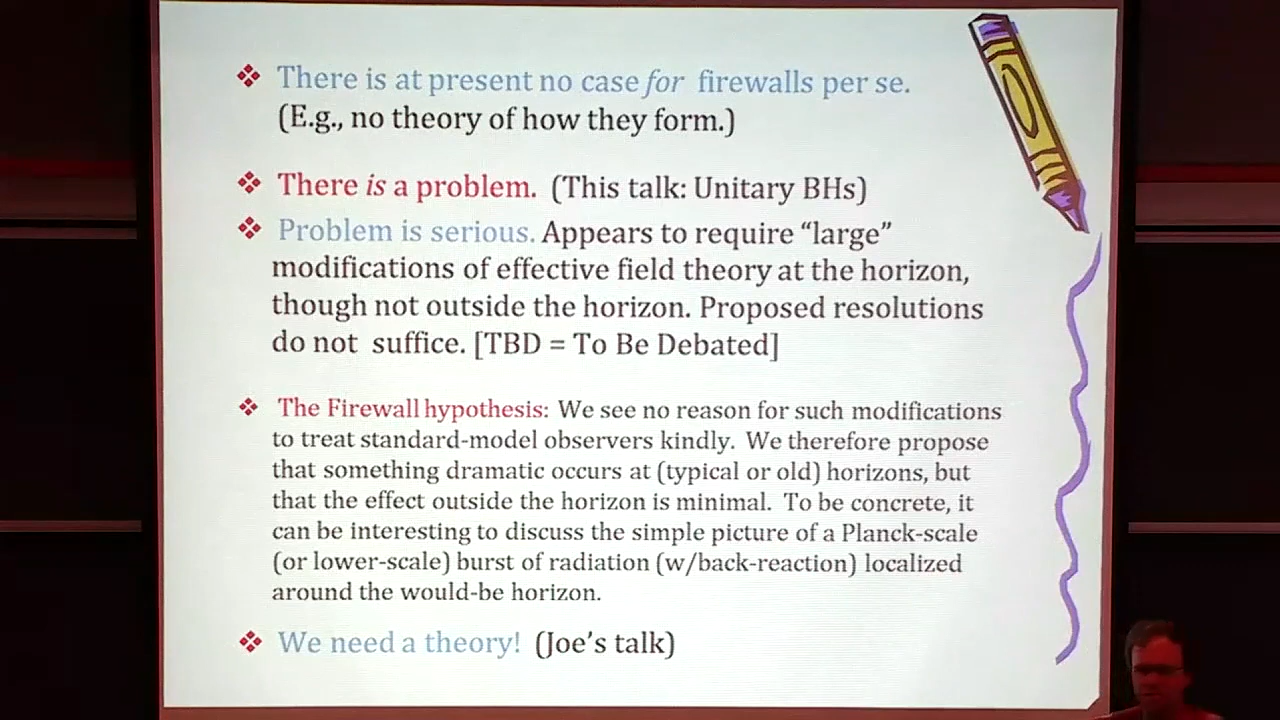 ❖ There is at present no case for firewalls per se.
(E.g., no theory of how they form.)
❖ There is a problem. (This talk: Unitary BHs)
❖ Problem is serious. Appears to require “large”
modifications of effective field theory at the horizon,
though not outside the horizon. Proposed resolutions
do not suffice. [TBD = To Be Debated]
❖ The Firewall hypothesis: We see no reason for such modifications
to treat standard-model observers kindly. We therefore propose
that something dramatic occurs at (typical or old) horizons, but
that the effect outside the horizon is minimal. To be concrete, it
can be interesting to discuss the simple picture of a Planck-scale
(or lower-scale) burst of radiation (w/back-reaction) localized
around the would-be horizon.
❖ We need a theory! (Joe’s talk)